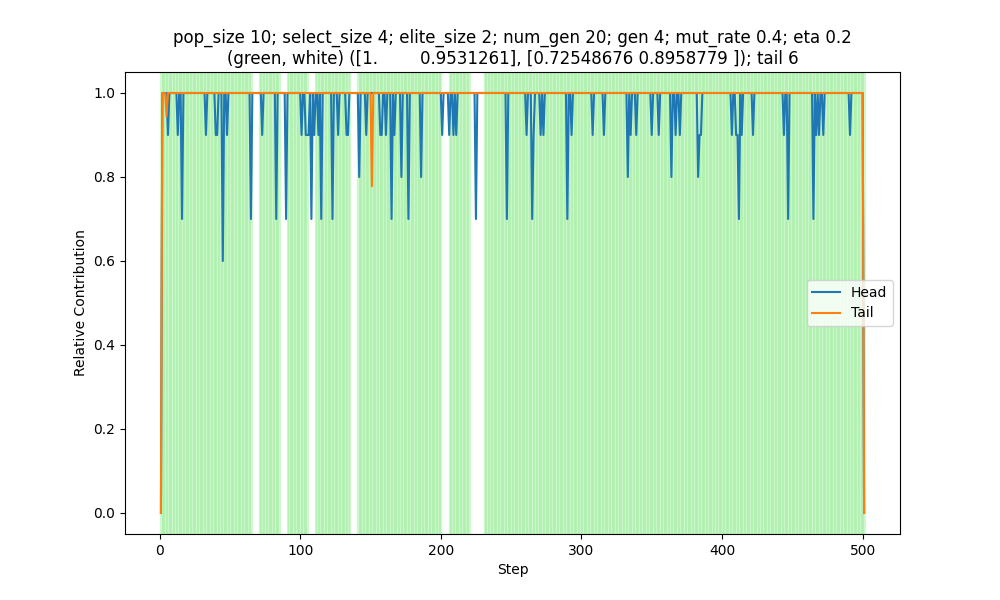 pop_size 10; select_size 4; elite_size 2; num_gen 20; gen 4; mut_rate 0.4; eta 0.2
(green, white) ([1. 0.9531261], [0.72548676 0.8958779 ]); tail 6
1.0
0.8
0.6
0.4
0.2
0.0
Relative Contribution
Head
Tail
0 100 200 300 400 500
Step